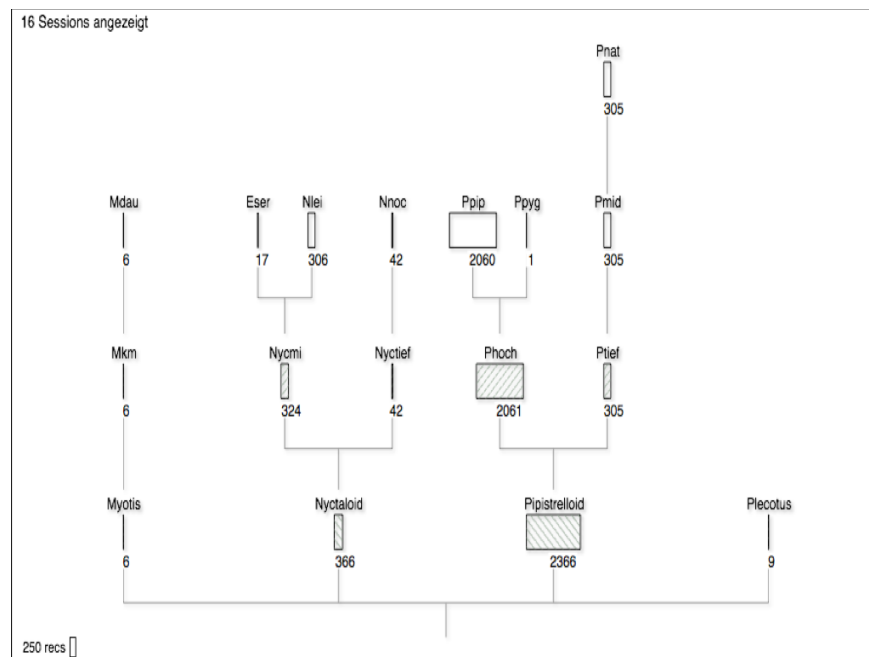 16 Sessions angezeigt
Pnat
305
Mdau Eser Nlei Nnoc Ppip Ppyg Pmid
6 17 306 42 2060 1 305
Mkm Nycmi Nyctief Phoch Ptief
6 324 42 2061 305
Myotis Nyctaloid Pipistrelloid Plecotus
6 366 2366 9
250 recs